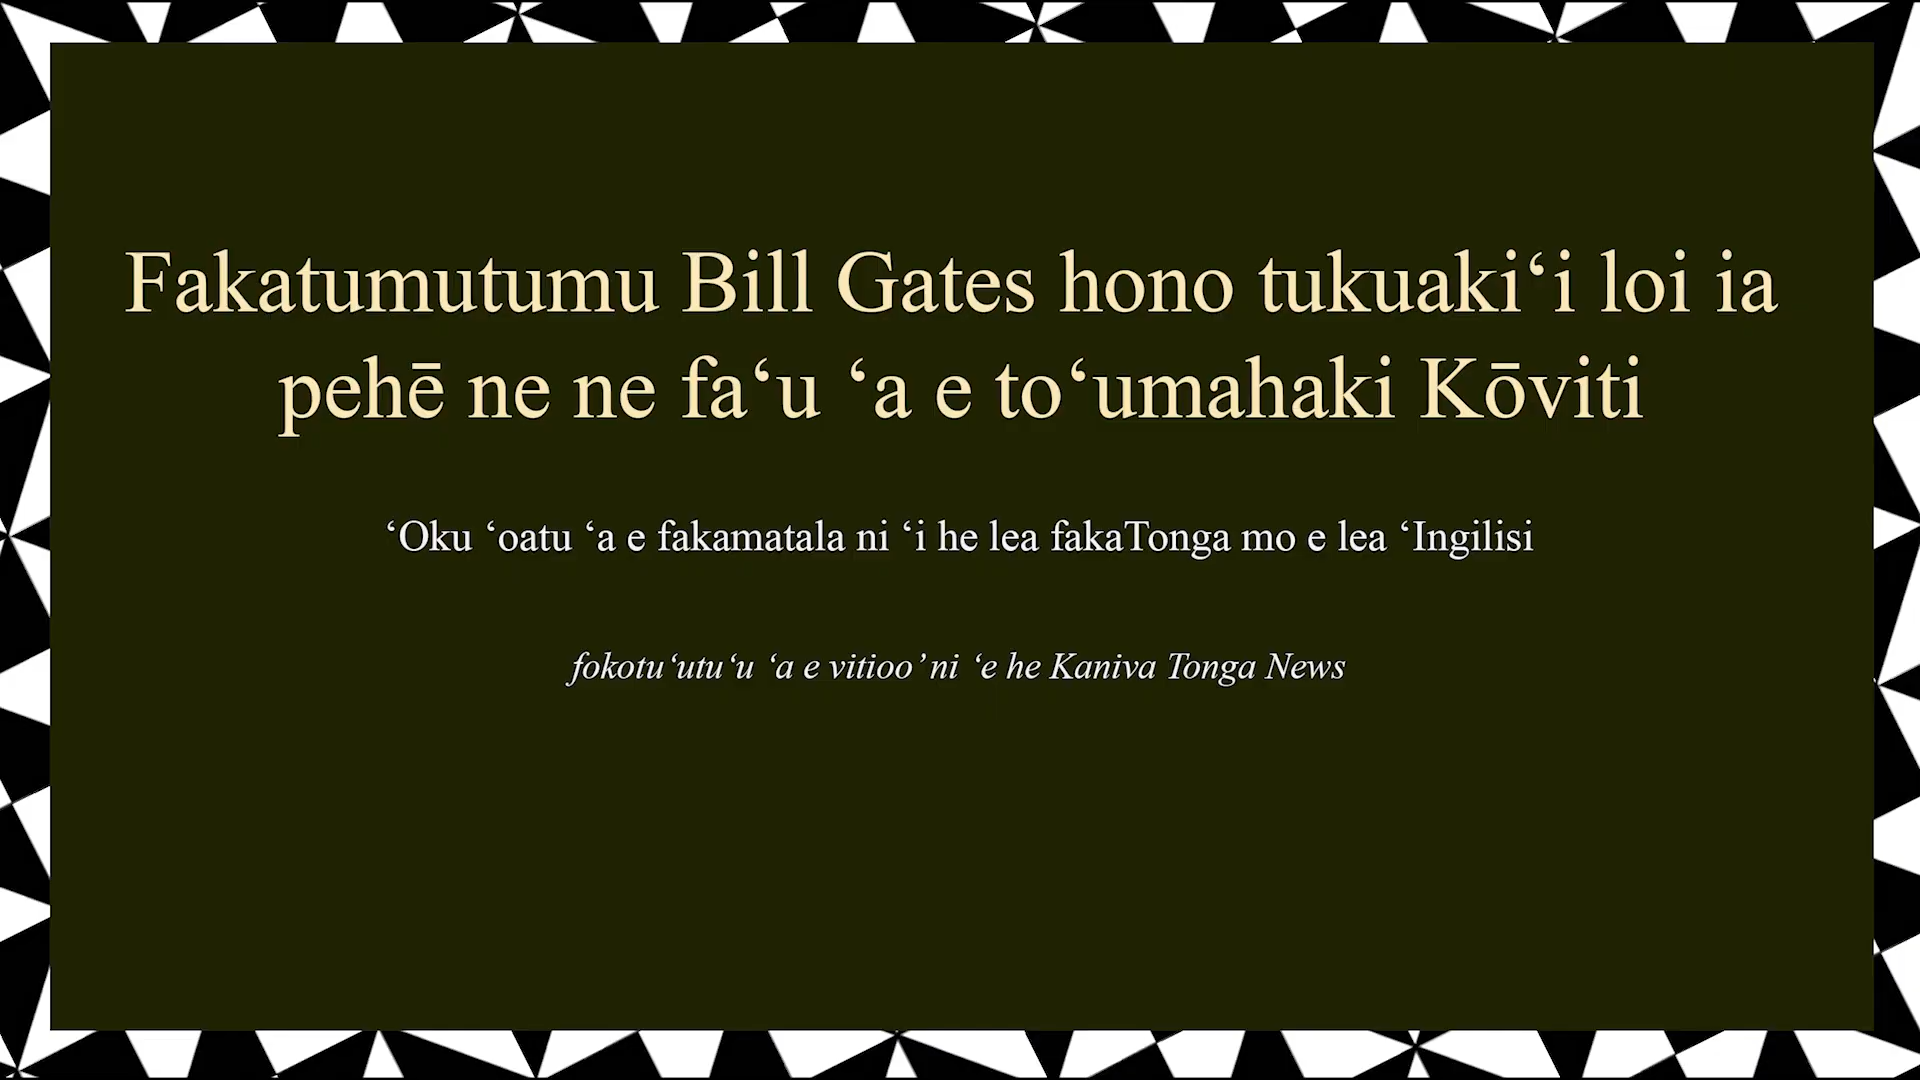 Fakatumutumu Bill Gates hono tukuaki‘i loi ia
pehē ne ne fa‘u ‘a e to‘umahaki Kōviti
‘Oku ‘oatu ‘a e fakamatala ni ‘i he lea fakaTonga mo e lea ‘Ingilisi
fokotu‘utu‘u ‘a e vitioo’ ni ‘e he Kaniva Tonga News